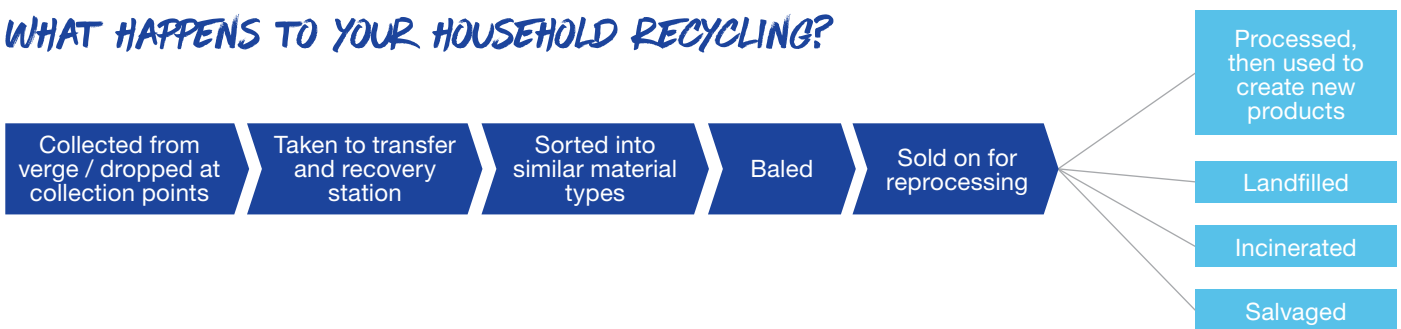 WHAT HAPPENS TO YOUR HOUSEHOLD RECYCLING?
Collected from
verge / dropped at
collection points
Taken to transfer
and recovery
station
Sorted into
similar material
types
Baled
Sold on for
reprocessing
Processed,
then used to
create new
products
Landfilled
Incinerated
Salvaged